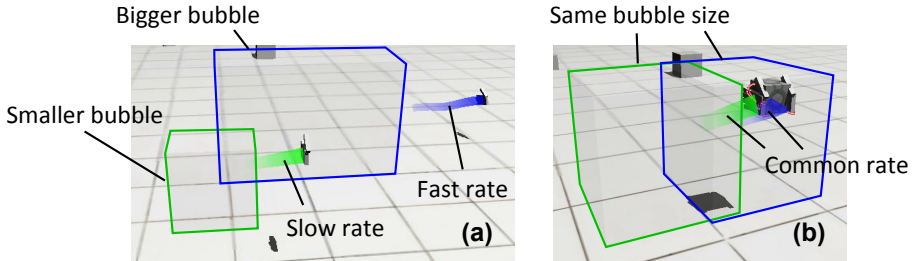 Bigger bubble
Smaller bubble
Slow rate
Fast rate
(a)
Same bubble size
Common rate
(b)